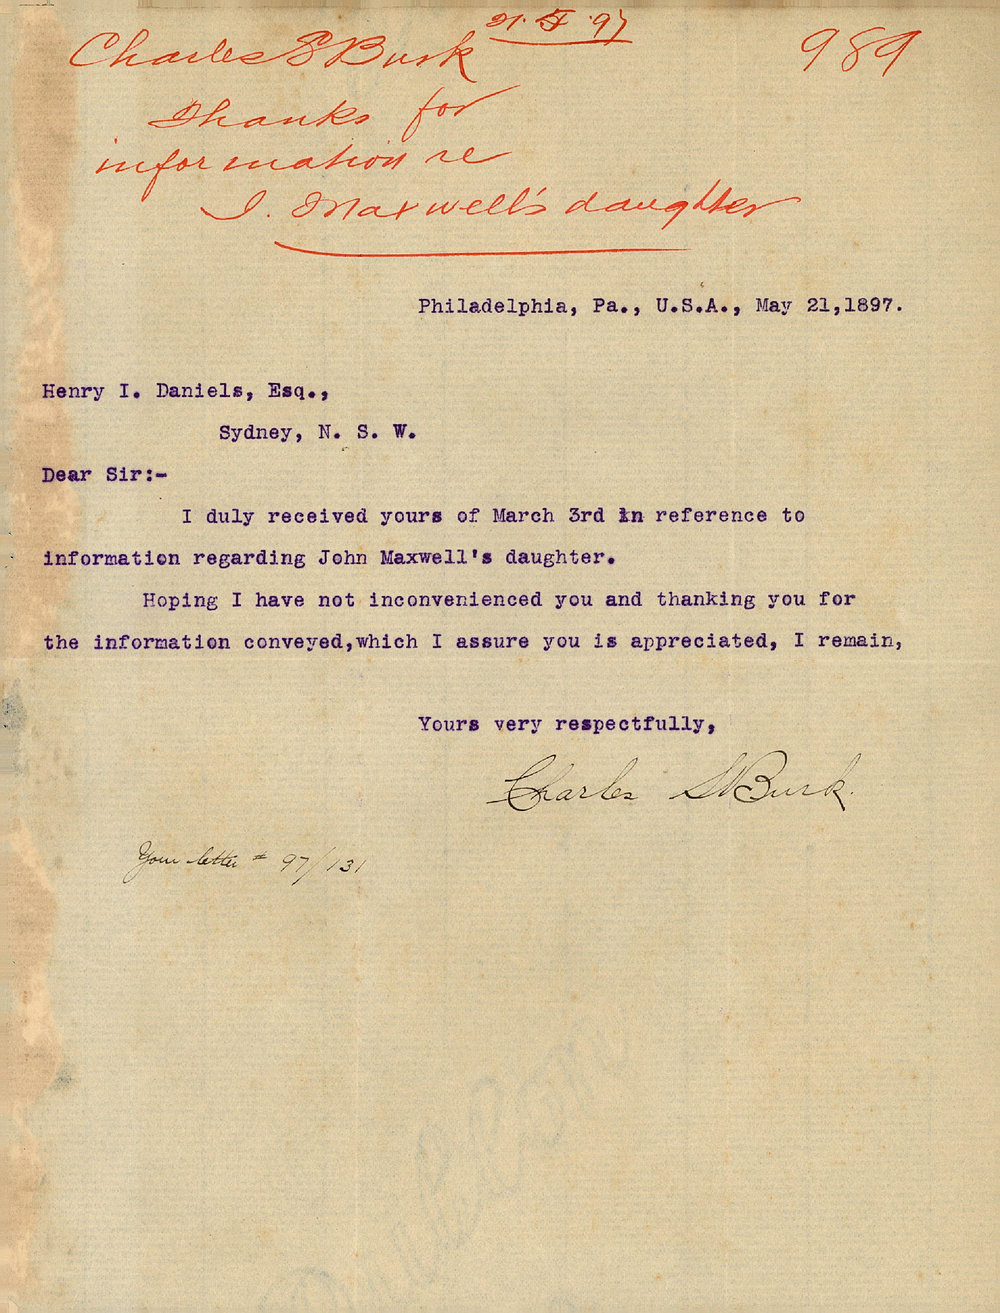 21.5.97
Charles S Burk 989
Thanks for
information re
J. Maxwell's daughter
Philadelphia, Pa., U.S.A., May 21,1897.
Henry I. Daniels, Esq.,
Sydney, N. S. W.
Dear Sir:-
I duly received yours of March 3rd in reference to
information regarding John Maxwell's daughter.
Hoping I have not inconvenienced you and thanking you for
the information conveyed,which I assure you is appreciated, I remain,
Yours very respectfully,
Charles S Burk.
Your letter # 97/131